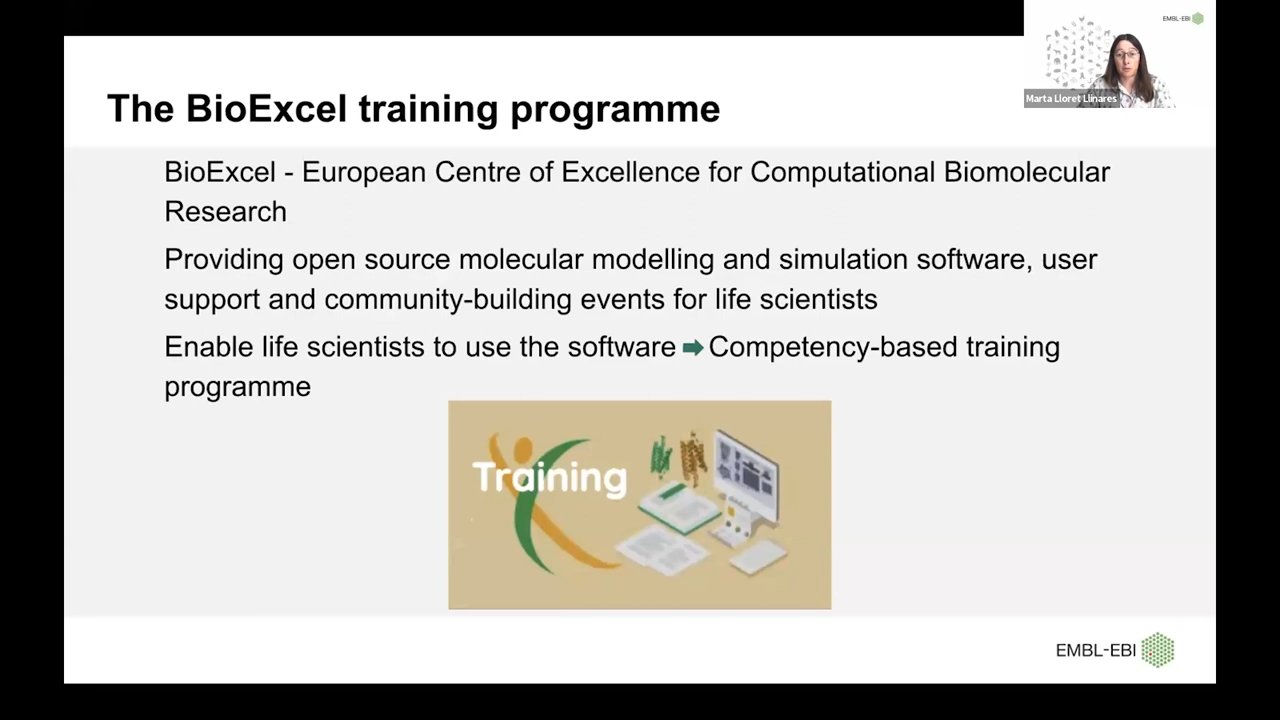 EMBL-EBI
Marta Lloret Llinares
The BioExcel training programme
BioExcel - European Centre of Excellence for Computational Biomolecular
Research
Providing open source molecular modelling and simulation software, user
support and community-building events for life scientists
Enable life scientists to use the software ➡ Competency-based training
programme
Training
EMBL-EBI